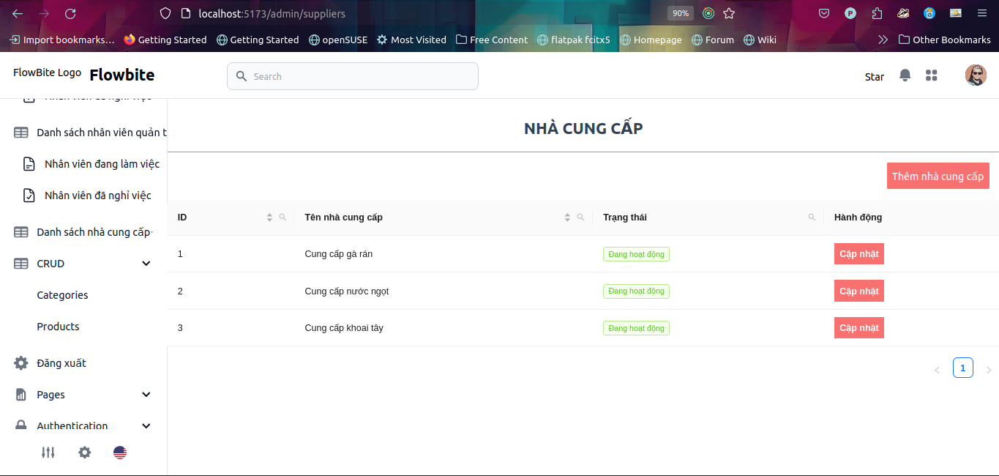 localhost:5173/admin/suppliers
90%
Import bookmarks... Getting Started Getting Started openSUSE Most Visited Free Content flatpak fcitx5 Homepage Forum Wiki Other Bookmarks
FlowBite Logo Flowbite Search Star
Nhân viên đã nghỉ việc
Danh sách nhân viên quản t
Nhân viên đang làm việc
Nhân viên đã nghỉ việc
Danh sách nhà cung cấp
CRUD
Categories
Products
Đăng xuất
Pages
Authentication
NHÀ CUNG CẤP
Thêm nhà cung cấp
ID Tên nhà cung cấp Trạng thái Hành động
1 Cung cấp gà rán Đang hoạt động Cập nhật
2 Cung cấp nước ngọt Đang hoạt động Cập nhật
3 Cung cấp khoai tây Đang hoạt động Cập nhật
< 1 >